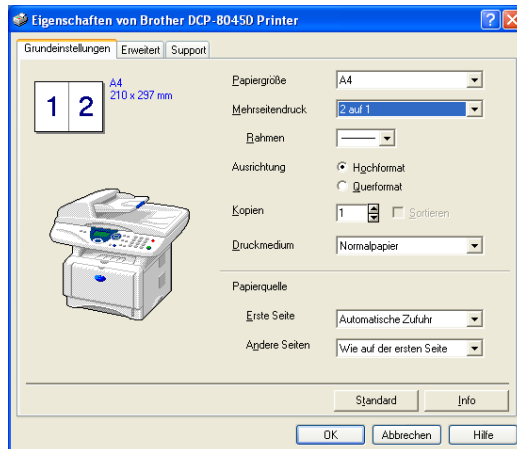 Eigenschaften von Brother DCP-8045D Printer
Grundeinstellungen Erweitert Support
A4
210 x 297 mm
1 2
Papiergröße A4
Mehrseitendruck 2 auf 1
Rahmen
Ausrichtung Hochformat
Querformat
Kopien 1 Sortieren
Druckmedium Normalpapier
Papierquelle
Erste Seite Automatische Zufuhr
Andere Seiten Wie auf der ersten Seite
Standard Info
OK Abbrechen Hilfe